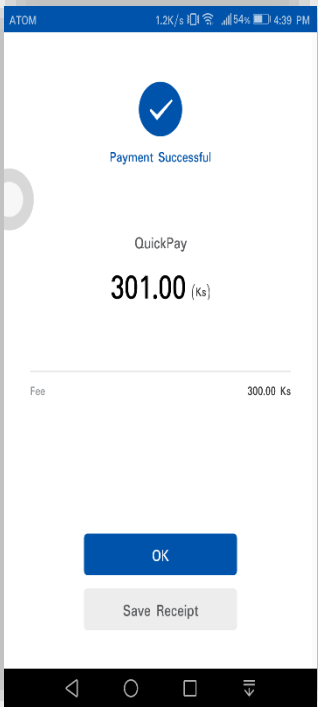 ATOM 1.2K/s 54% 4:39 PM
Payment Successful
QuickPay
301.00 (Ks)
Fee 300.00 Ks
OK
Save Receipt